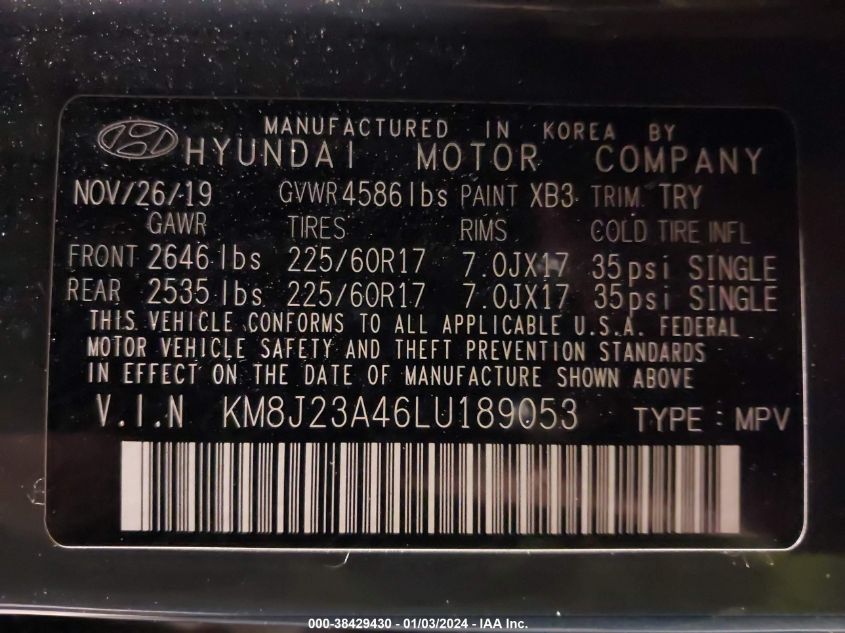 MANUFACTURED IN KOREA BY
HYUNDAI MOTOR COMPANY
NOV/26/19 GVWR 4586 lbs PAINT XB3 TRIM TRY
GAWR TIRES RIMS COLD TIRE INFL
FRONT 2646 lbs 225/60R17 7.0JX17 35psi SINGLE
REAR 2535 lbs 225/60R17 7.0JX17 35psi SINGLE
THIS VEHICLE CONFORMS TO ALL APPLICABLE U.S.A. FEDERAL
MOTOR VEHICLE SAFETY AND THEFT PREVENTION STANDARDS
IN EFFECT ON THE DATE OF MANUFACTURE SHOWN ABOVE
V.I.N KM8J23A46LU189053 TYPE : MPV
000-38429430 - 01/03/2024 - IAA Inc.